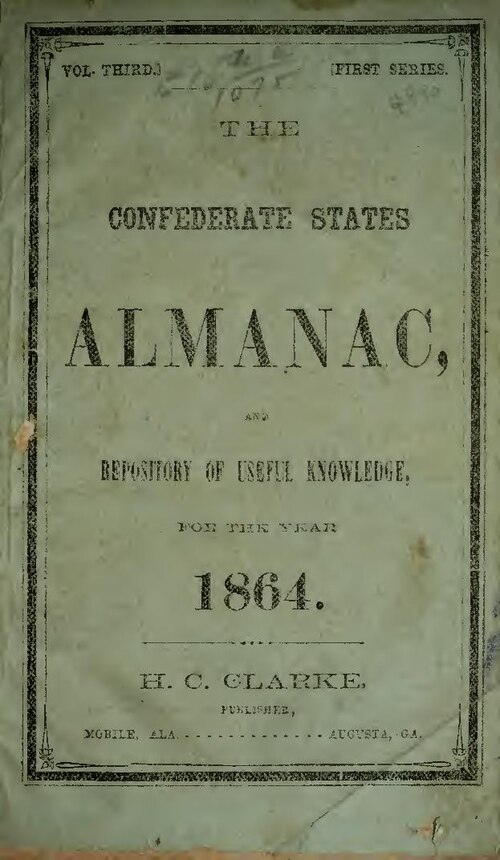 VOL. THIRD.] [FIRST SERIES.
THE
CONFEDERATE STATES
ALMANAC,
AND
REPOSITORY OF USEFUL KNOWLEDGE,
FOR THE YEAR
1864.
H. C. CLARKE,
PUBLISHER,
MOBILE, ALA. . . . . . . . . . . . . . AUGUSTA, GA.